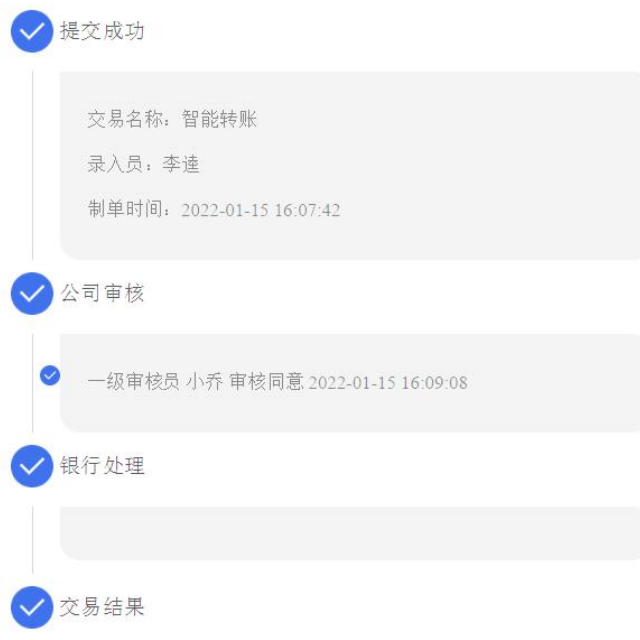 提交成功
交易名称：智能转账
录入员：李逵
制单时间：2022-01-15 16:07:42
公司审核
一级审核员 小乔 审核同意 2022-01-15 16:09:08
银行处理
交易结果